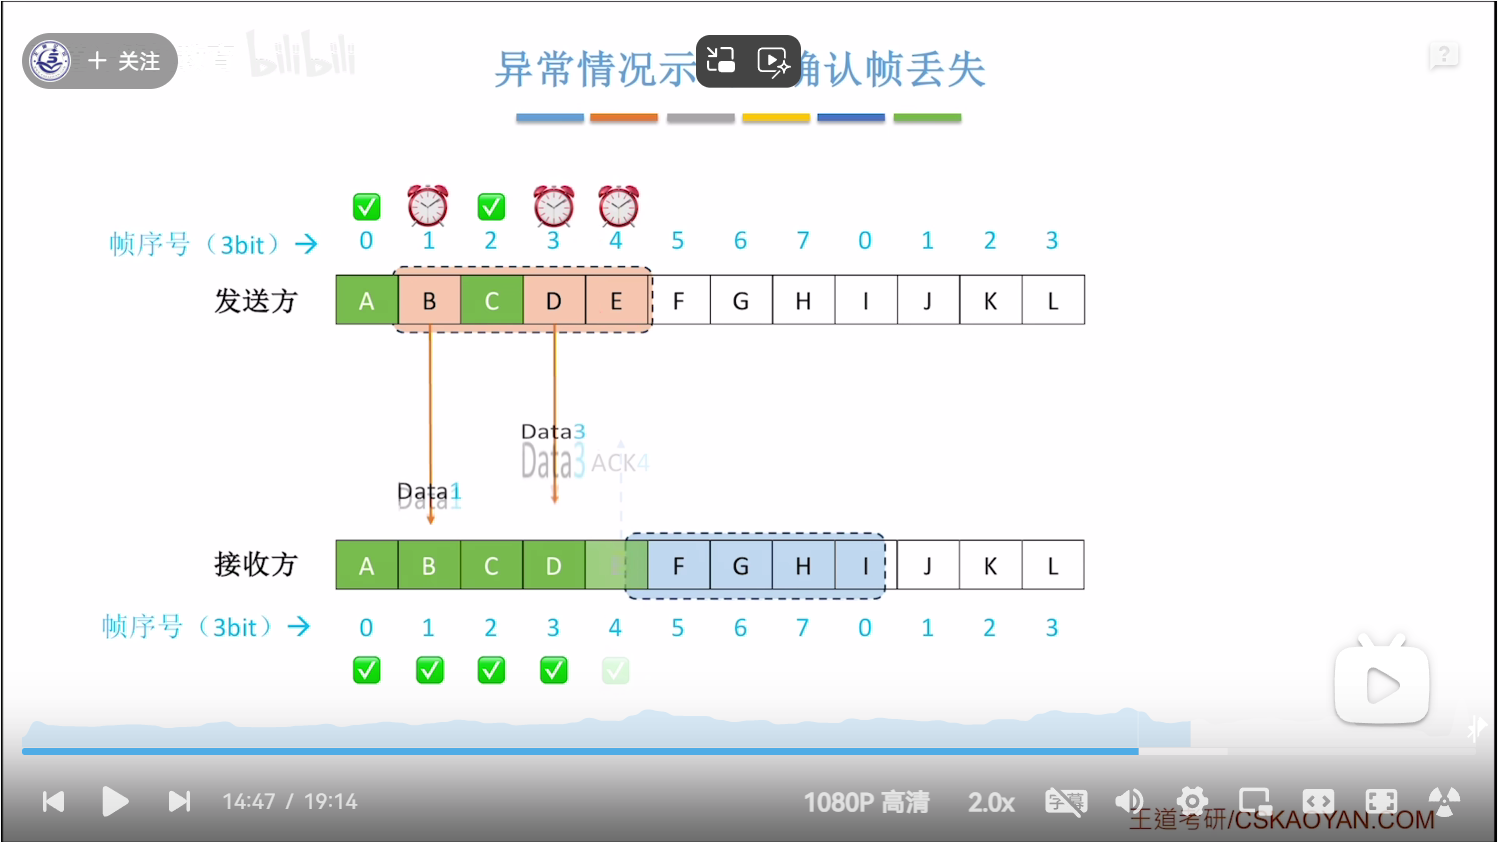 + 关注
bilibili
异常情况示 确认帧丢失
帧序号（3bit）→ 0 1 2 3 4 5 6 7 0 1 2 3
发送方 A B C D E F G H I J K L
Data3
Data3 ACK4
Data1
Data1
接收方 A B C D F G H I J K L
帧序号（3bit）→ 0 1 2 3 4 5 6 7 0 1 2 3
14:47 / 19:14 1080P 高清 2.0x 字幕
王道考研/CSKAOYAN.COM